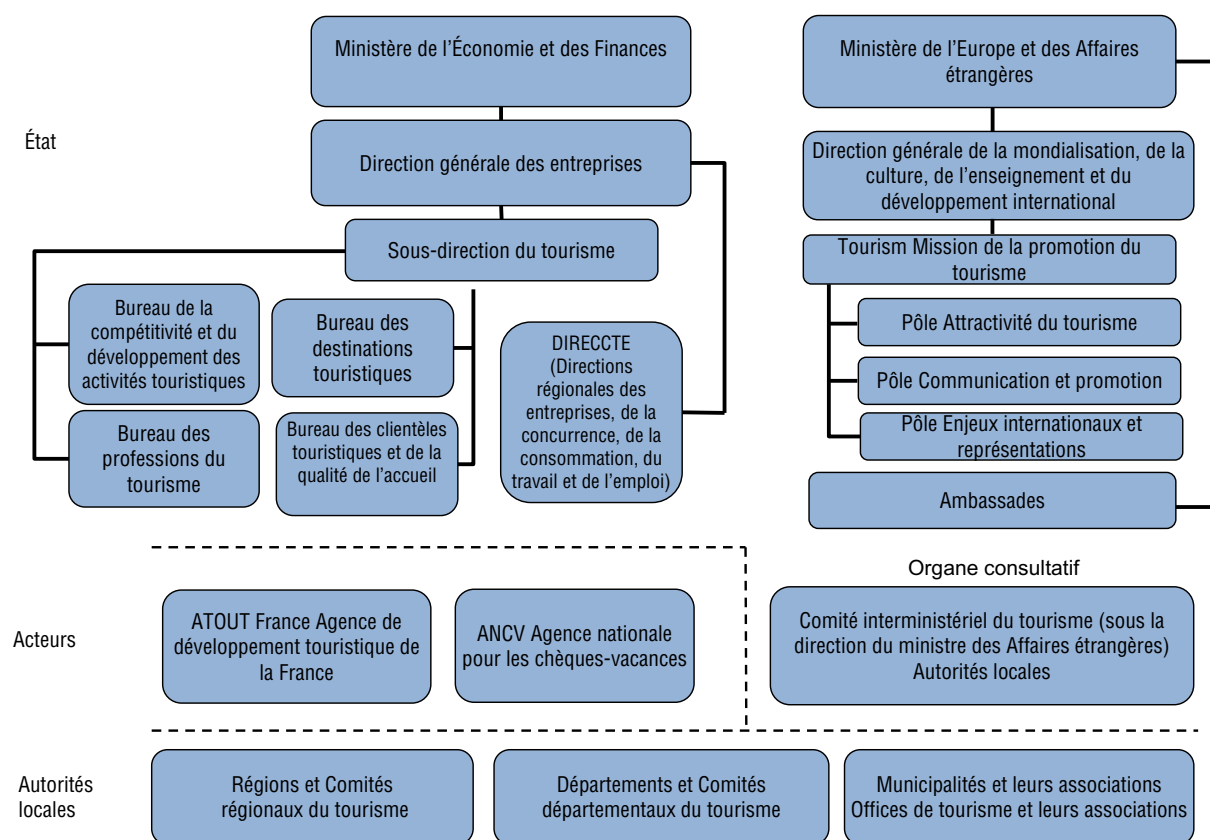 Ministère de l'Économie et des Finances
Ministère de l'Europe et des Affaires
étrangères
État
Direction générale des entreprises
Direction générale de la mondialisation, de la
culture, de l'enseignement et du
développement international
Sous-direction du tourisme
Tourism Mission de la promotion du
tourisme
Bureau de la
compétitivité et du
développement des
activités touristiques
Bureau des
destinations
touristiques
Bureau des
professions du
tourisme
Bureau des clientèles
touristiques et de la
qualité de l'accueil
DIRECCTE
(Directions
régionales des
entreprises, de la
concurrence, de la
consommation, du
travail et de l'emploi)
Pôle Attractivité du tourisme
Pôle Communication et promotion
Pôle Enjeux internationaux et
représentations
Ambassades
Acteurs
ATOUT France Agence de
développement touristique de
la France
ANCV Agence nationale
pour les chèques-vacances
Organe consultatif
Comité interministériel du tourisme (sous la
direction du ministre des Affaires étrangères)
Autorités locales
Autorités
locales
Régions et Comités
régionaux du tourisme
Départements et Comités
départementaux du tourisme
Municipalités et leurs associations
Offices de tourisme et leurs associations